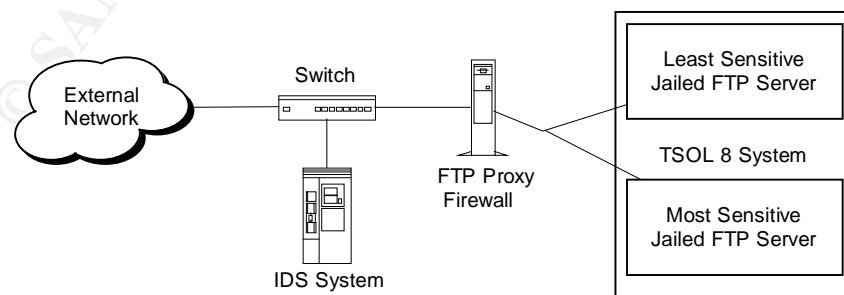 © SAN
External
Network
Switch
IDS System
FTP Proxy
Firewall
Least Sensitive
Jailed FTP Server
TSOL 8 System
Most Sensitive
Jailed FTP Server